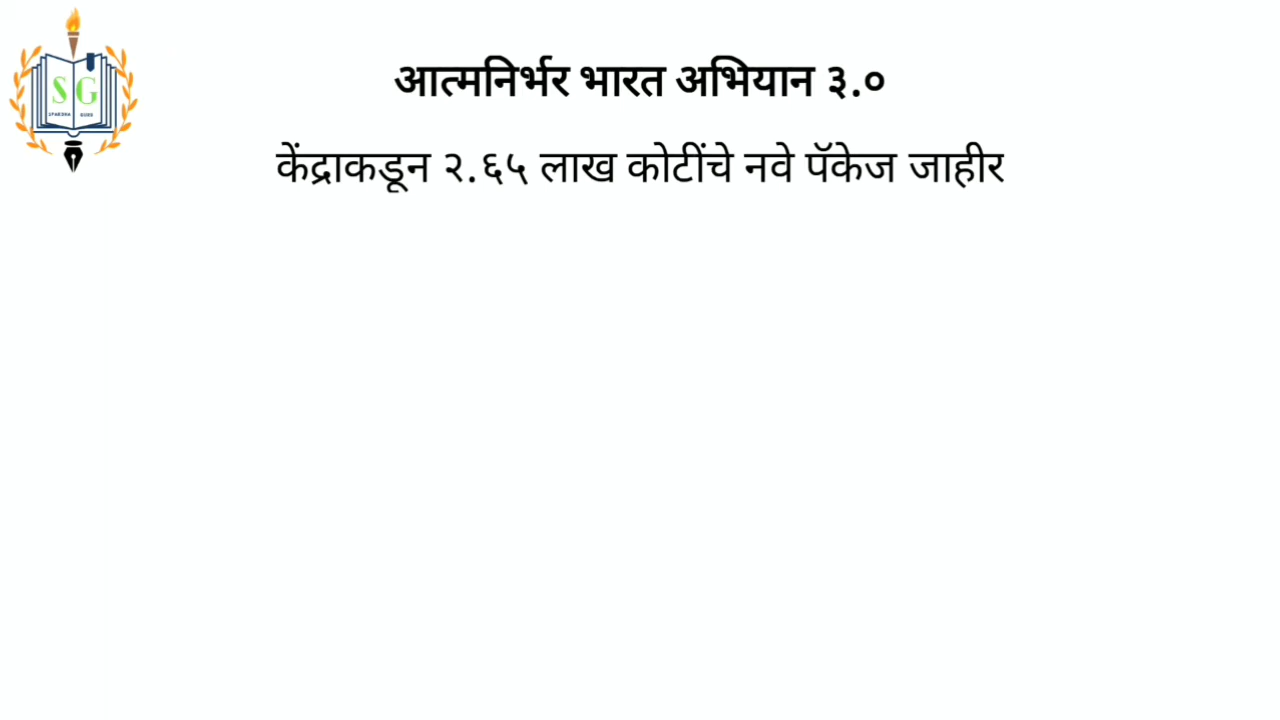 S G
आत्मनिर्भर भारत अभियान ३.०
केंद्राकडून २.६५ लाख कोटींचे नवे पॅकेज जाहीर